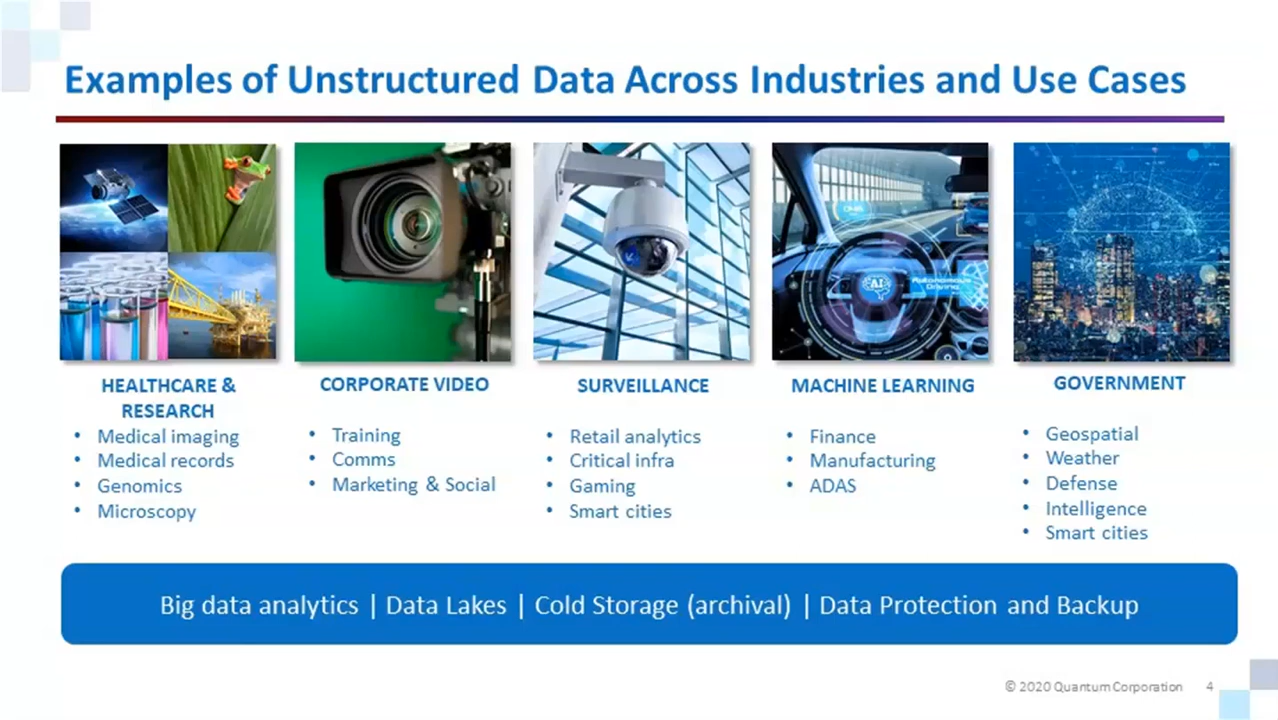 Examples of Unstructured Data Across Industries and Use Cases
AI
Autonomous
Driving
HEALTHCARE &
RESEARCH
• Medical imaging
• Medical records
• Genomics
• Microscopy
CORPORATE VIDEO
• Training
• Comms
• Marketing & Social
SURVEILLANCE
• Retail analytics
• Critical infra
• Gaming
• Smart cities
MACHINE LEARNING
• Finance
• Manufacturing
• ADAS
GOVERNMENT
• Geospatial
• Weather
• Defense
• Intelligence
• Smart cities
Big data analytics | Data Lakes | Cold Storage (archival) | Data Protection and Backup
© 2020 Quantum Corporation 4